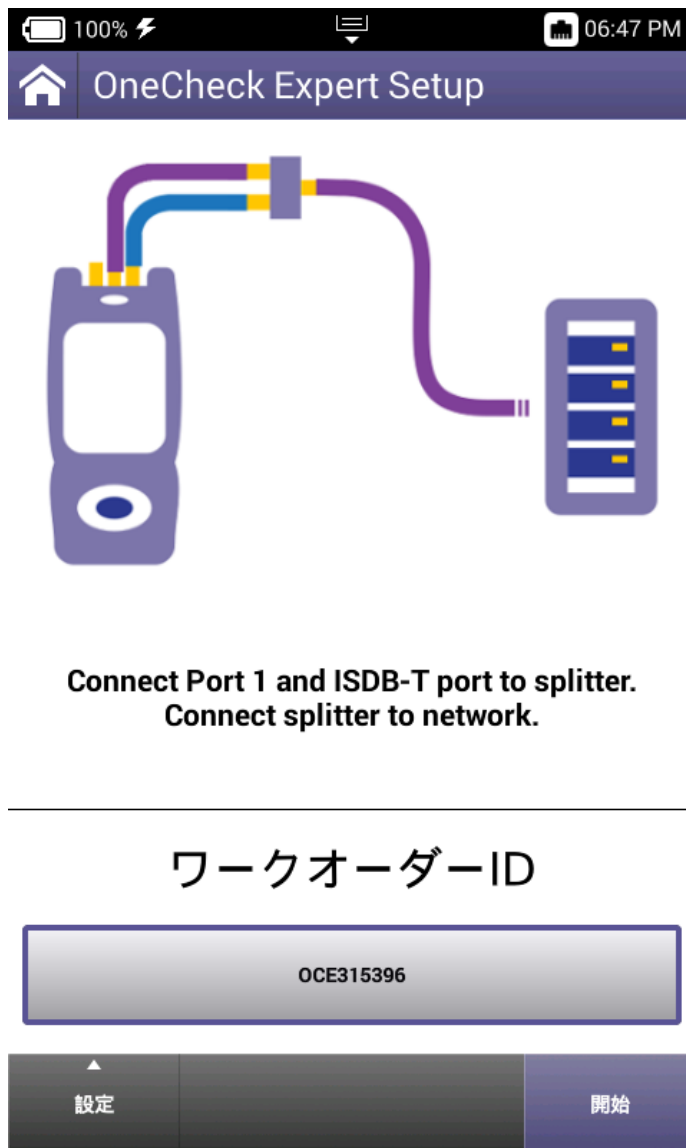 100%
06:47 PM
OneCheck Expert Setup
Connect Port 1 and ISDB-T port to splitter.
Connect splitter to network.
ワークオーダーID
OCE315396
設定
開始